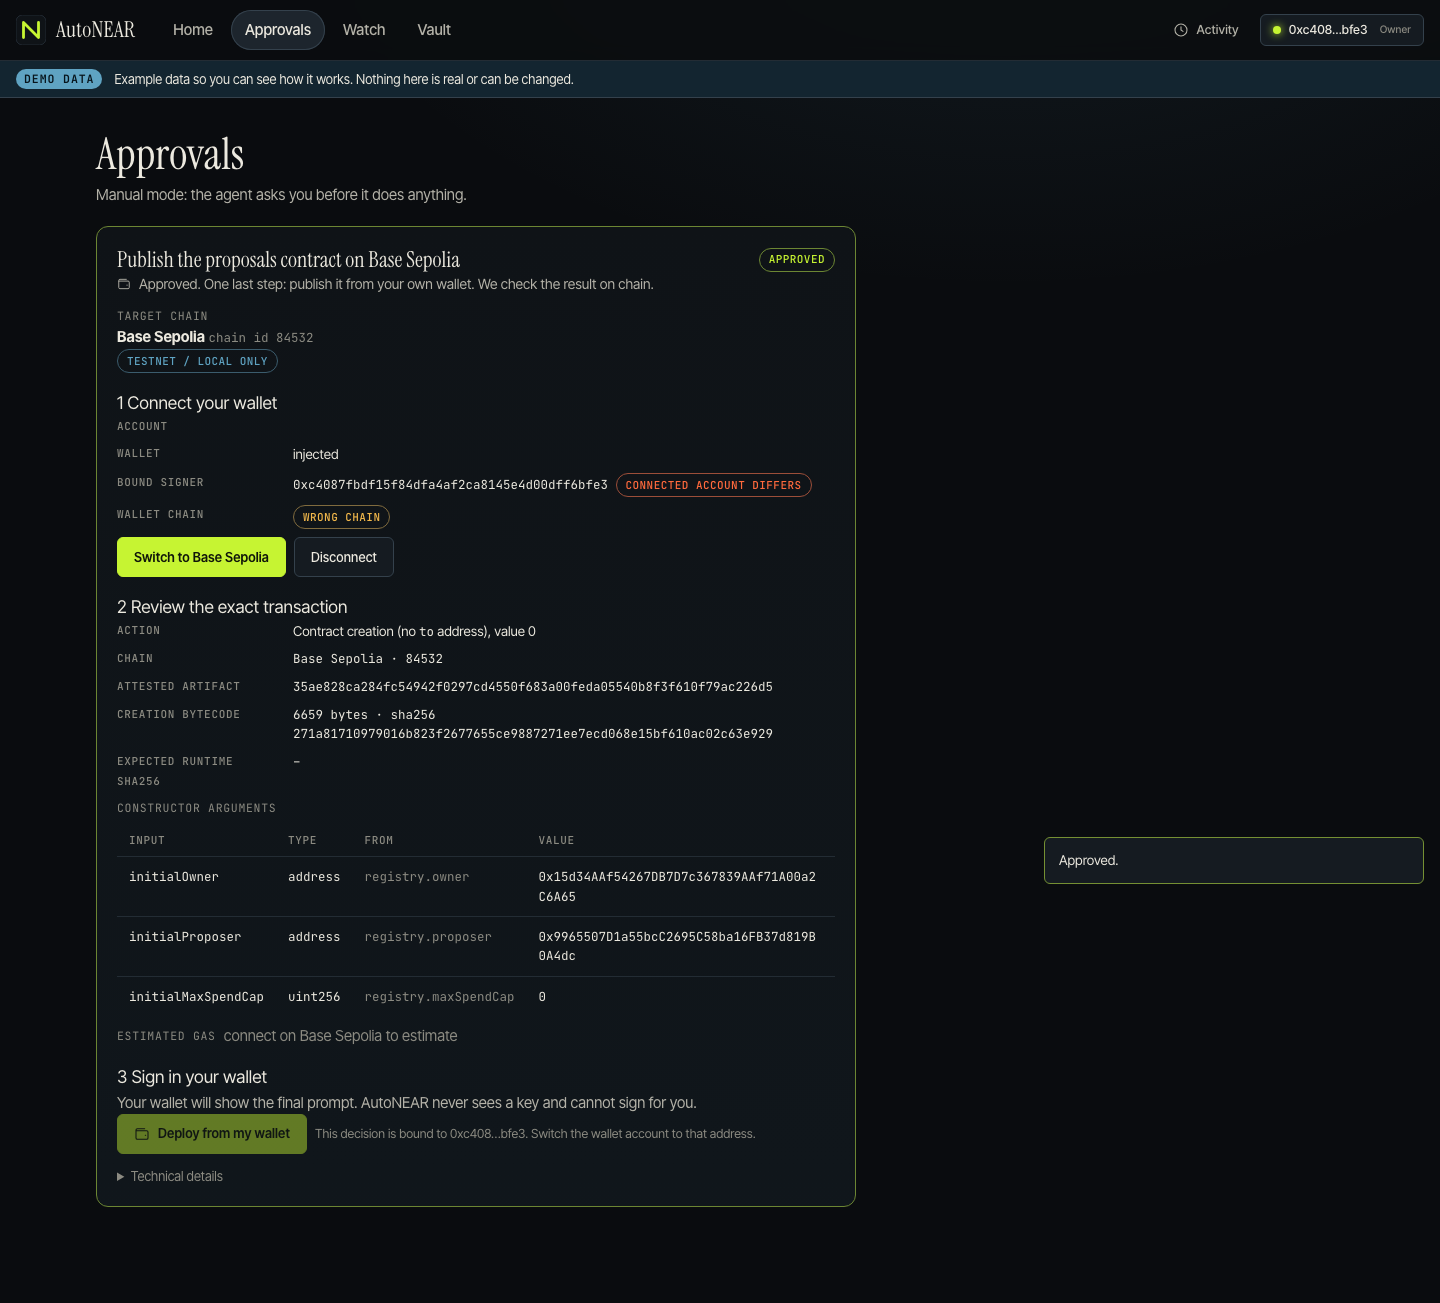 AutoNEAR
Home
Approvals
Watch
Vault
Activity
0xc408...bfe3 Owner
DEMO DATA
Example data so you can see how it works. Nothing here is real or can be changed.
Approvals
Manual mode: the agent asks you before it does anything.
Publish the proposals contract on Base Sepolia
APPROVED
Approved. One last step: publish it from your own wallet. We check the result on chain.
TARGET CHAIN
Base Sepolia chain id 84532
TESTNET / LOCAL ONLY
1 Connect your wallet
ACCOUNT
WALLET injected
BOUND SIGNER 0xc4087fbdf15f84dfa4af2ca8145e4d00dff6bfe3 CONNECTED ACCOUNT DIFFERS
WALLET CHAIN WRONG CHAIN
Switch to Base Sepolia Disconnect
2 Review the exact transaction
ACTION Contract creation (no to address), value 0
CHAIN Base Sepolia · 84532
ATTESTED ARTIFACT 35ae828ca284fc54942f0297cd4550f683a00feda05540b8f3f610f79ac226d5
CREATION BYTECODE 6659 bytes · sha256
271a81710979016b823f2677655ce9887271ee7ecd068e15bf610ac02c63e929
EXPECTED RUNTIME –
SHA256
CONSTRUCTOR ARGUMENTS
INPUT TYPE FROM VALUE
initialOwner address registry.owner 0x15d34AAf54267DB7D7c367839AAf71A00a2
C6A65
initialProposer address registry.proposer 0x9965507D1a55bcC2695C58ba16FB37d819B
0A4dc
initialMaxSpendCap uint256 registry.maxSpendCap 0
ESTIMATED GAS connect on Base Sepolia to estimate
3 Sign in your wallet
Your wallet will show the final prompt. AutoNEAR never sees a key and cannot sign for you.
Deploy from my wallet This decision is bound to 0xc408...bfe3. Switch the wallet account to that address.
Technical details
Approved.